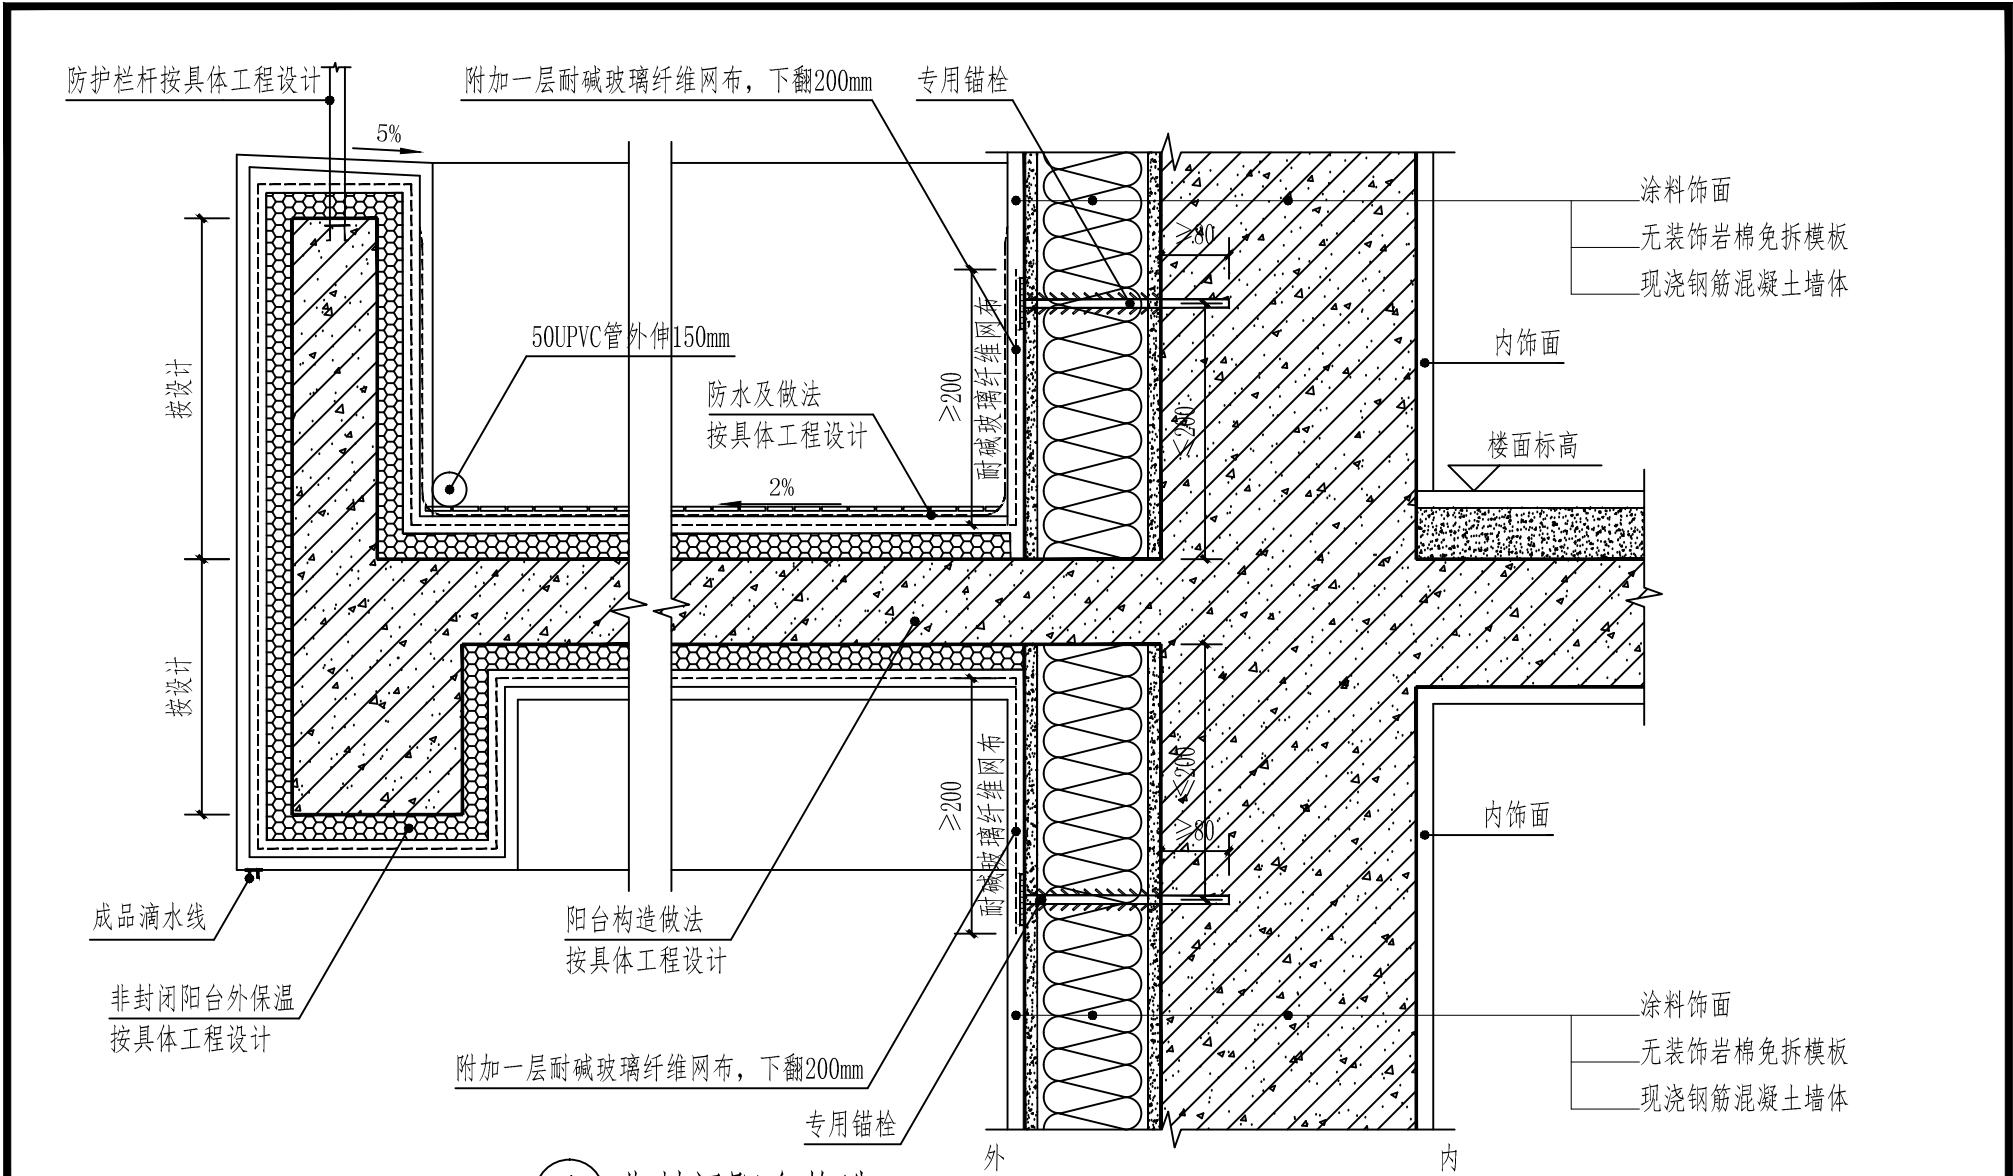 防护栏杆按具体工程设计
附加一层耐碱玻璃纤维网布，下翻200mm
专用锚栓
5%
涂料饰面
无装饰岩棉免拆模板
现浇钢筋混凝土墙体
≥80
50UPVC管外伸150mm
内饰面
按设计
防水及做法
按具体工程设计
≥200
耐碱玻璃纤维网布
≤200
楼面标高
2%
按设计
≥200
耐碱玻璃纤维网布
≤200
≥80
内饰面
成品滴水线
阳台构造做法
按具体工程设计
非封闭阳台外保温
按具体工程设计
涂料饰面
无装饰岩棉免拆模板
现浇钢筋混凝土墙体
附加一层耐碱玻璃纤维网布，下翻200mm
专用锚栓
外
内